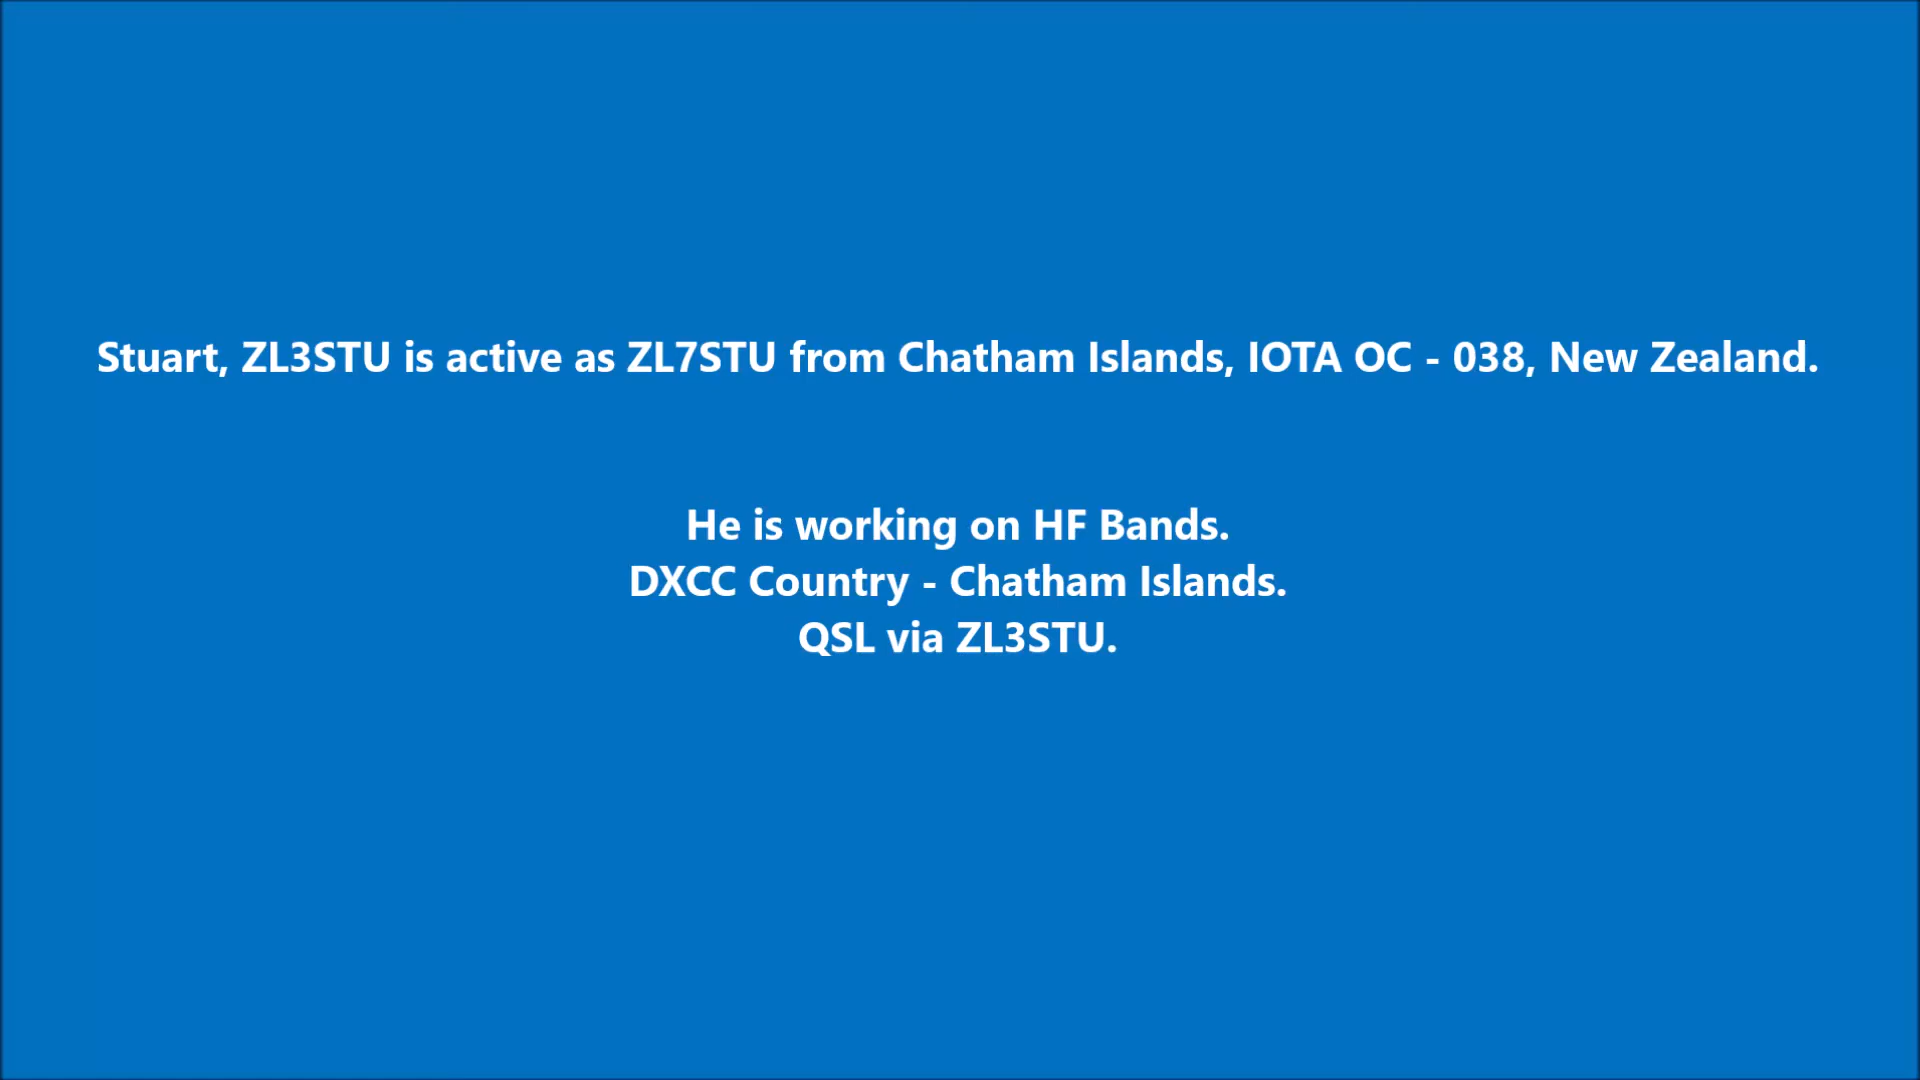 Stuart, ZL3STU is active as ZL7STU from Chatham Islands, IOTA OC - 038, New Zealand.
He is working on HF Bands.
DXCC Country - Chatham Islands.
QSL via ZL3STU.